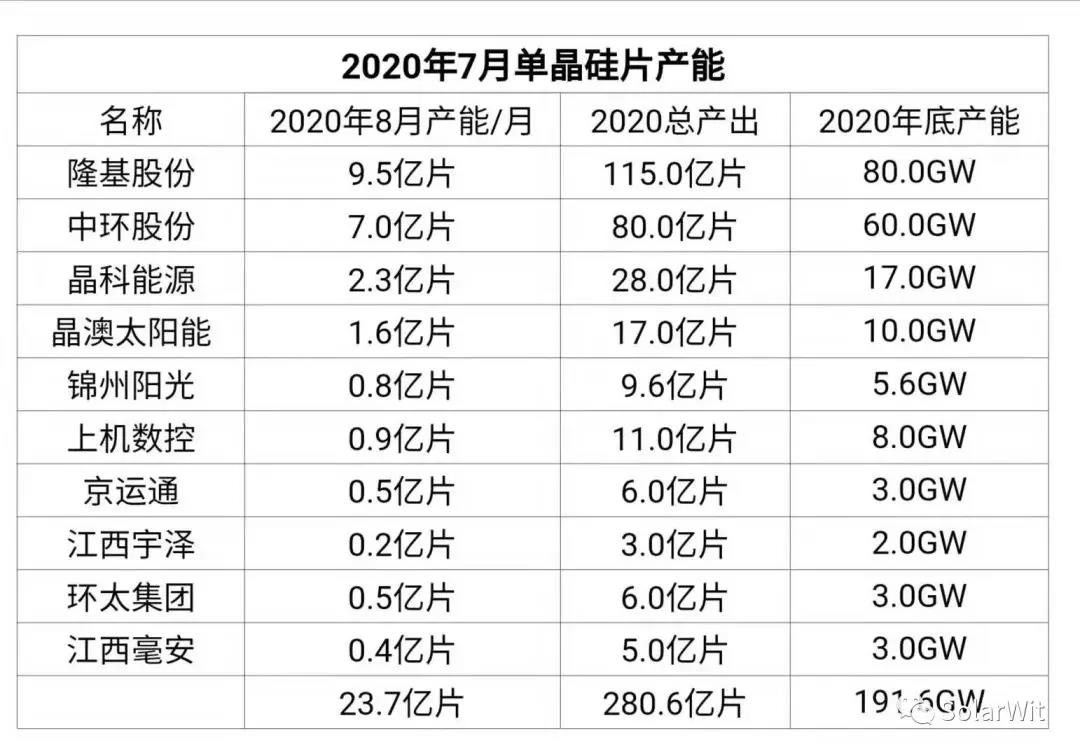 2020年7月单晶硅片产能
名称 2020年8月产能/月 2020总产出 2020年底产能
隆基股份 9.5亿片 115.0亿片 80.0GW
中环股份 7.0亿片 80.0亿片 60.0GW
晶科能源 2.3亿片 28.0亿片 17.0GW
晶澳太阳能 1.6亿片 17.0亿片 10.0GW
锦州阳光 0.8亿片 9.6亿片 5.6GW
上机数控 0.9亿片 11.0亿片 8.0GW
京运通 0.5亿片 6.0亿片 3.0GW
江西宇泽 0.2亿片 3.0亿片 2.0GW
环太集团 0.5亿片 6.0亿片 3.0GW
江西毫安 0.4亿片 5.0亿片 3.0GW
23.7亿片 280.6亿片 191.6GW
SolarWit